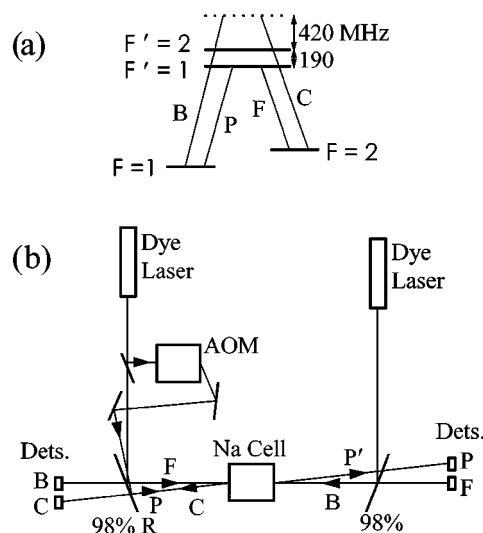 (a)
420 MHz
F' = 2
F' = 1
190
B
P
F
C
F = 1
F = 2
(b)
Dye
Laser
Dye
Laser
AOM
Dets.
Na Cell
Dets.
B
F
P'
P
C
P
C
B
F
98% R
98%